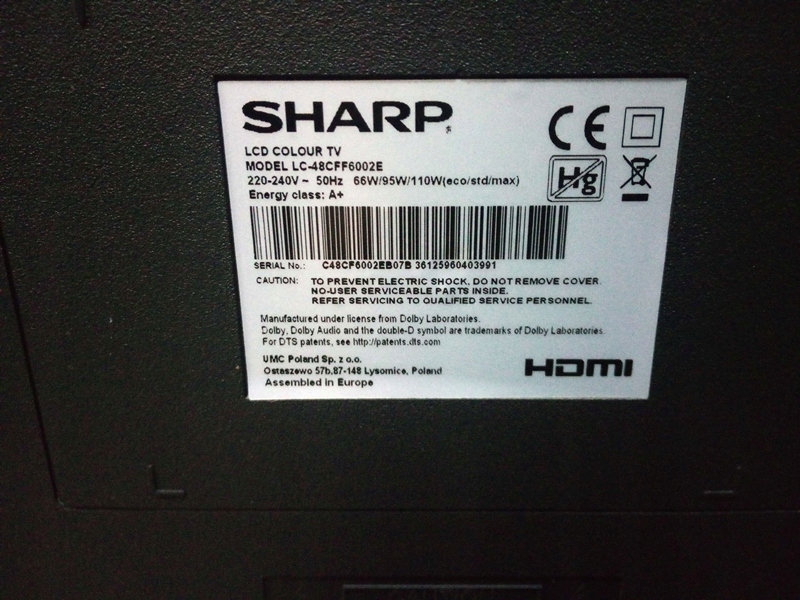 SHARP
CE
LCD COLOUR TV
MODEL LC-48CFF6002E
220-240V ~ 50Hz 66W/95W/110W(eco/std/max)
Energy class: A+
Hg
SERIAL No.: C48CF6002EB07B 36125960403991
CAUTION: TO PREVENT ELECTRIC SHOCK, DO NOT REMOVE COVER.
NO-USER SERVICEABLE PARTS INSIDE.
REFER SERVICING TO QUALIFIED SERVICE PERSONNEL.
Manufactured under license from Dolby Laboratories.
Dolby, Dolby Audio and the double-D symbol are trademarks of Dolby Laboratories.
For DTS patents, see http://patents.dts.com
UMC Poland Sp. z o.o.
Ostaszewo 57b,87-148 Lysomice, Poland
Assembled in Europe
HDMI